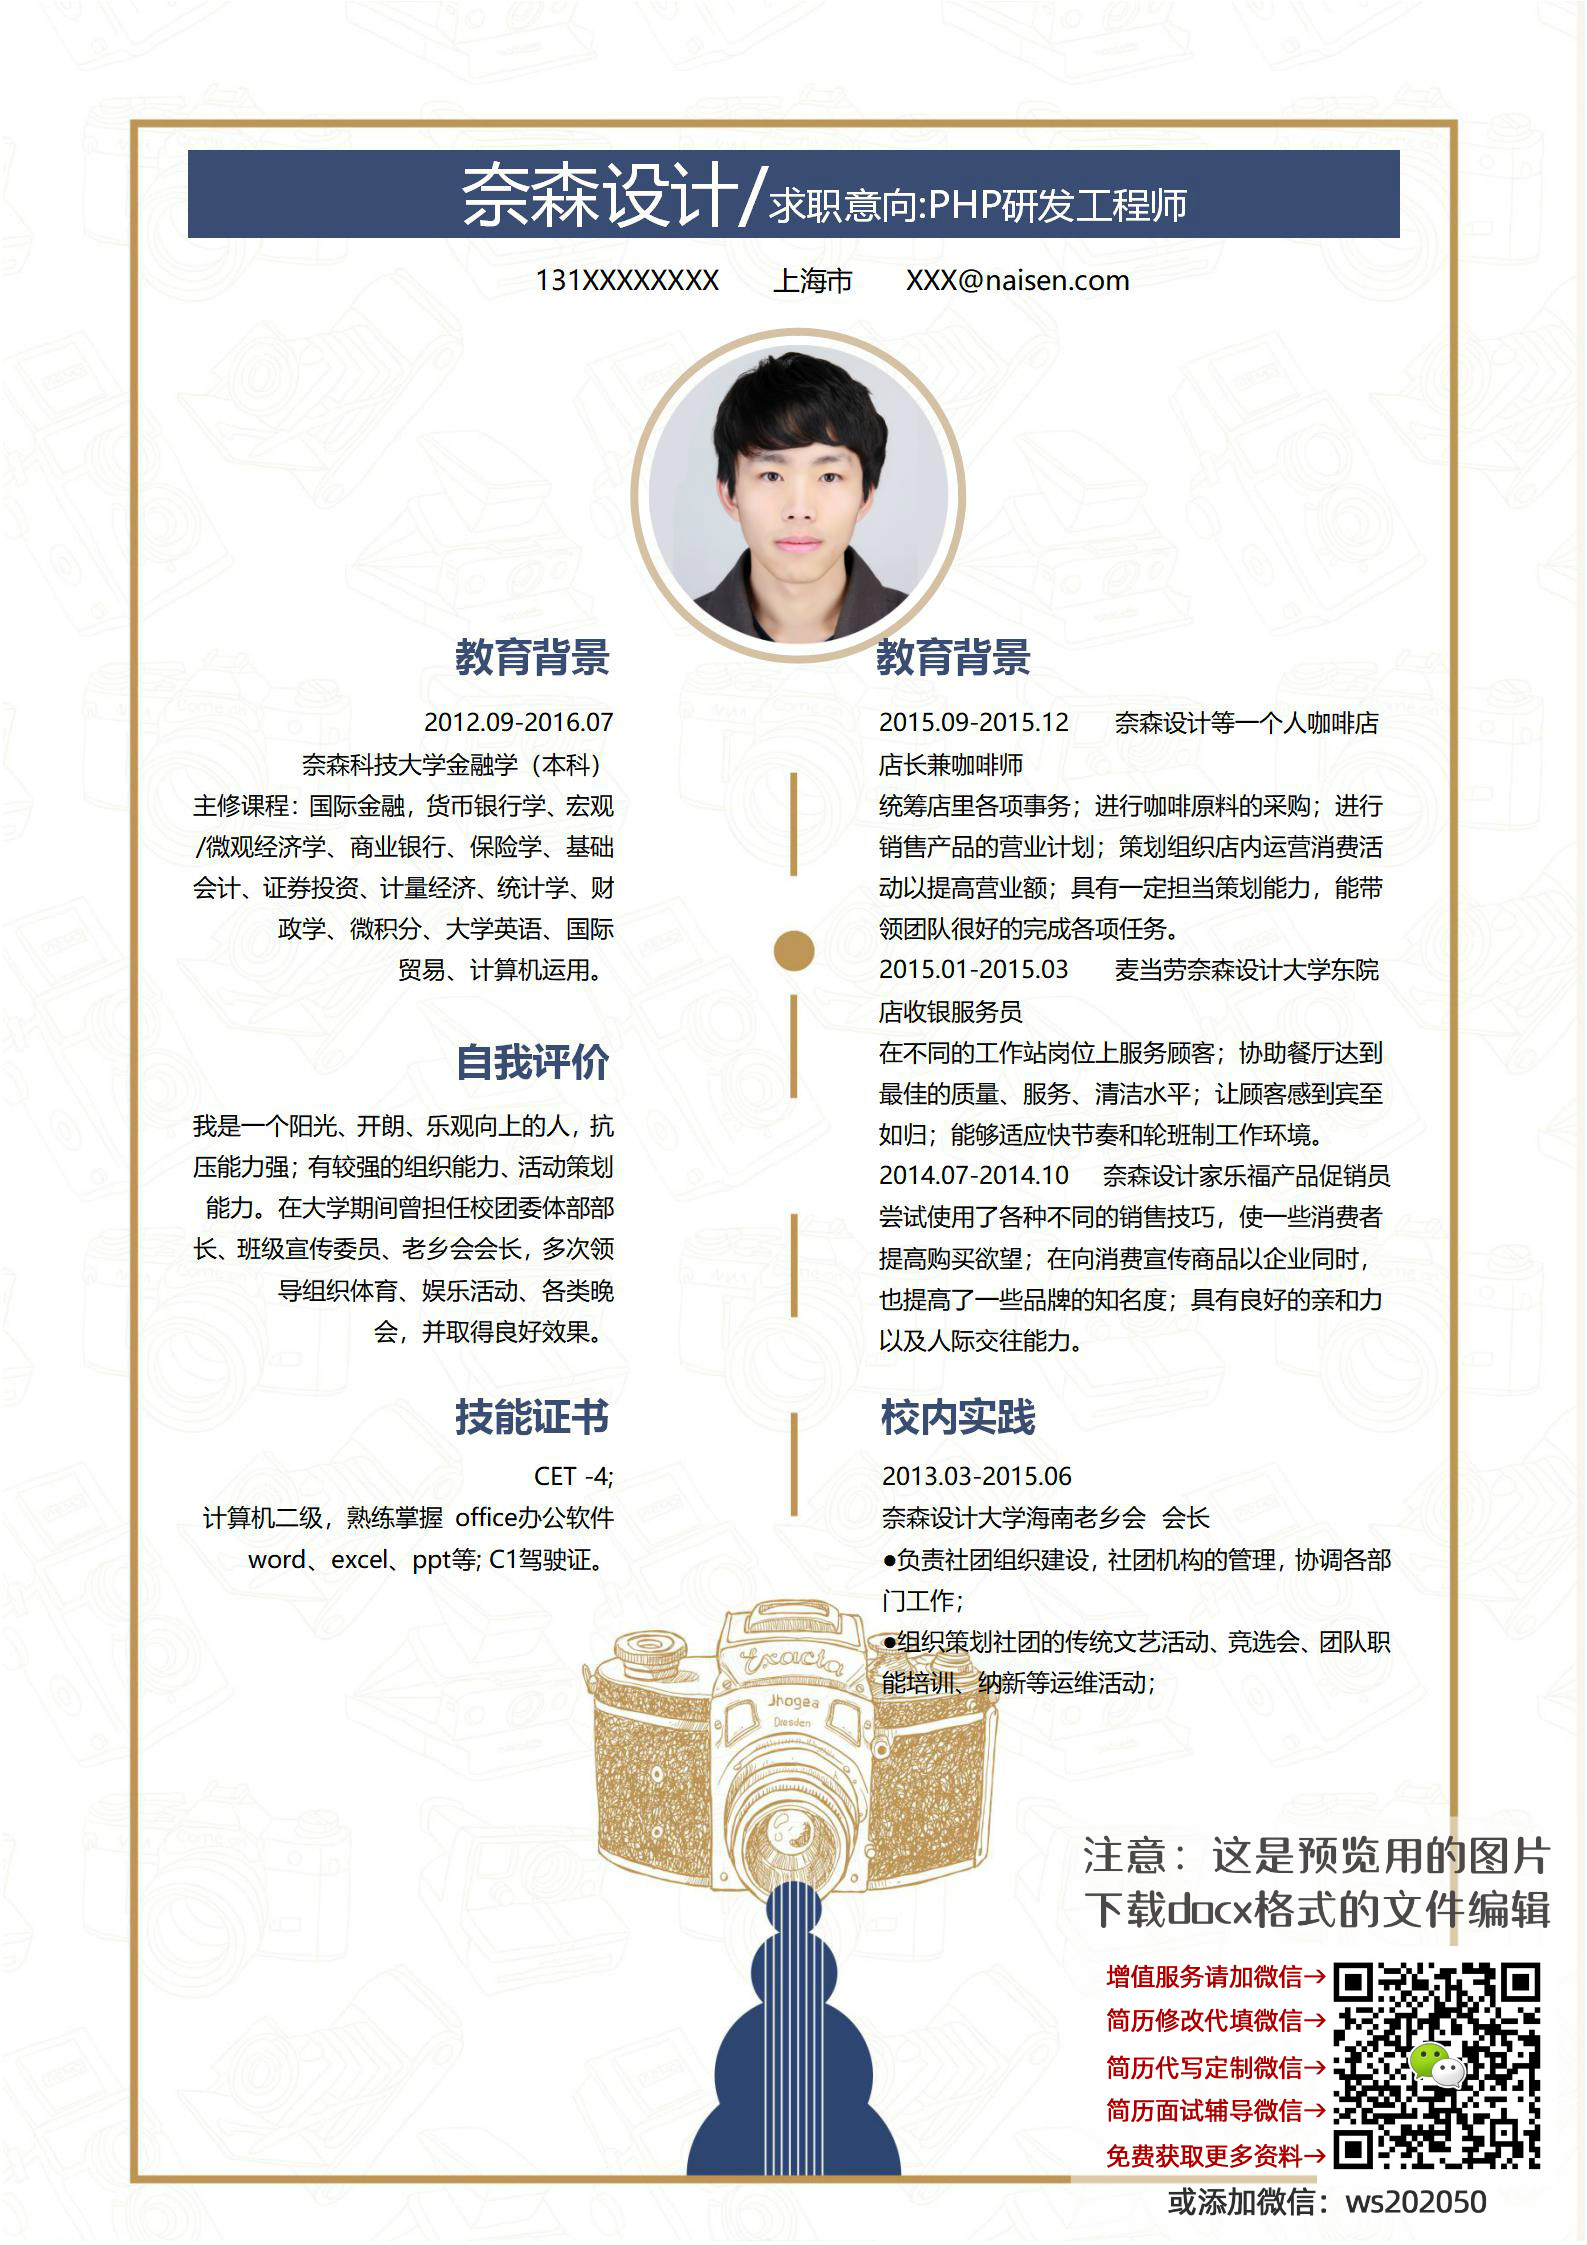 奈森设计/求职意向:PHP研发工程师
131XXXXXXXX 上海市 XXX@naisen.com
教育背景
2012.09-2016.07
奈森科技大学金融学（本科）
主修课程：国际金融，货币银行学、宏观
/微观经济学、商业银行、保险学、基础
会计、证券投资、计量经济、统计学、财
政学、微积分、大学英语、国际
贸易、计算机运用。
自我评价
我是一个阳光、开朗、乐观向上的人，抗
压能力强；有较强的组织能力、活动策划
能力。在大学期间曾担任校团委体部部
长、班级宣传委员、老乡会会长，多次领
导组织体育、娱乐活动、各类晚
会，并取得良好效果。
技能证书
CET -4;
计算机二级，熟练掌握 office办公软件
word、excel、ppt等; C1驾驶证。
教育背景
2015.09-2015.12 奈森设计等一个人咖啡店
店长兼咖啡师
统筹店里各项事务；进行咖啡原料的采购；进行
销售产品的营业计划；策划组织店内运营消费活
动以提高营业额；具有一定担当策划能力，能带
领团队很好的完成各项任务。
2015.01-2015.03 麦当劳奈森设计大学东院
店收银服务员
在不同的工作站岗位上服务顾客；协助餐厅达到
最佳的质量、服务、清洁水平；让顾客感到宾至
如归；能够适应快节奏和轮班制工作环境。
2014.07-2014.10 奈森设计家乐福产品促销员
尝试使用了各种不同的销售技巧，使一些消费者
提高购买欲望；在向消费宣传商品以企业同时，
也提高了一些品牌的知名度；具有良好的亲和力
以及人际交往能力。
校内实践
2013.03-2015.06
奈森设计大学海南老乡会 会长
●负责社团组织建设，社团机构的管理，协调各部
门工作；
●组织策划社团的传统文艺活动、竞选会、团队职
能培训、纳新等运维活动；
Exacta
Jhogea
Dresden
注意：这是预览用的图片
下载docx格式的文件编辑
增值服务请加微信→
简历修改代填微信→
简历代写定制微信→
简历面试辅导微信→
免费获取更多资料→
或添加微信：ws202050